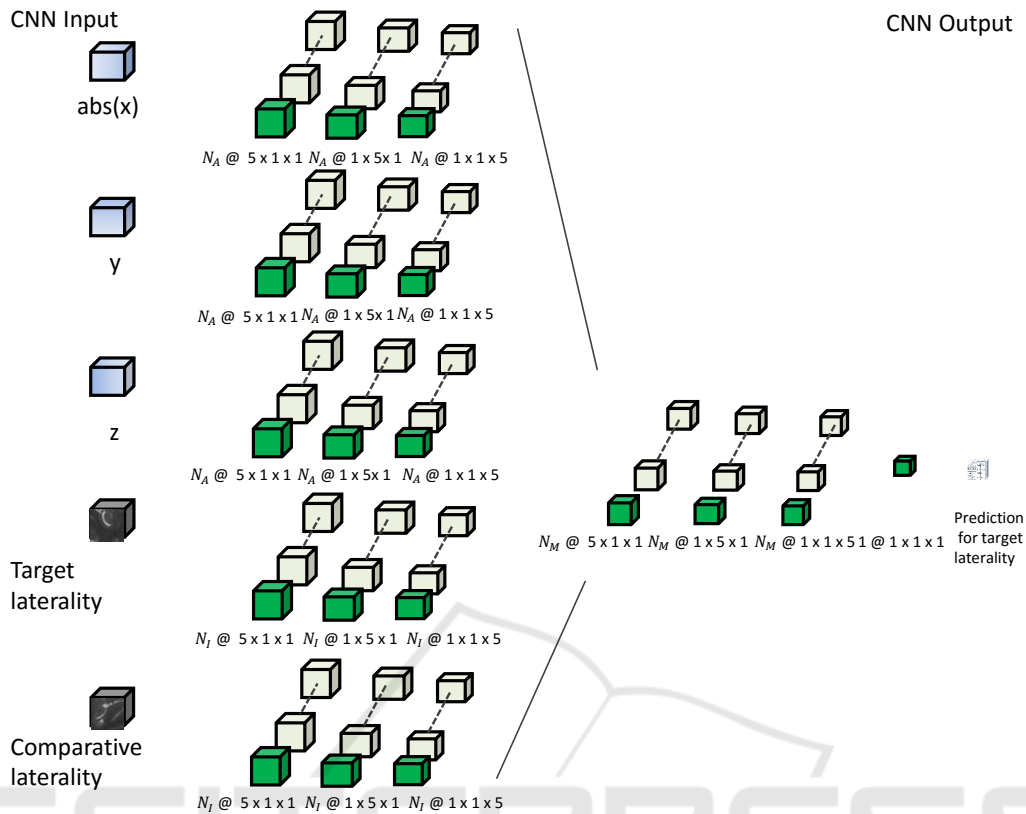 CNN Input
CNN Output
abs(x)
N_A @ 5 x 1 x 1 N_A @ 1 x 5x 1 N_A @ 1 x 1 x 5
y
N_A @ 5 x 1 x 1 N_A @ 1 x 5x 1 N_A @ 1 x 1 x 5
z
N_A @ 5 x 1 x 1 N_A @ 1 x 5x 1 N_A @ 1 x 1 x 5
Target
laterality
N_I @ 5 x 1 x 1 N_I @ 1 x 5 x 1 N_I @ 1 x 1 x 5
Comparative
laterality
N_I @ 5 x 1 x 1 N_I @ 1 x 5 x 1 N_I @ 1 x 1 x 5
N_M @ 5 x 1 x 1 N_M @ 1 x 5 x 1 N_M @ 1 x 1 x 5 1 @ 1 x 1 x 1
Prediction
for target
laterality